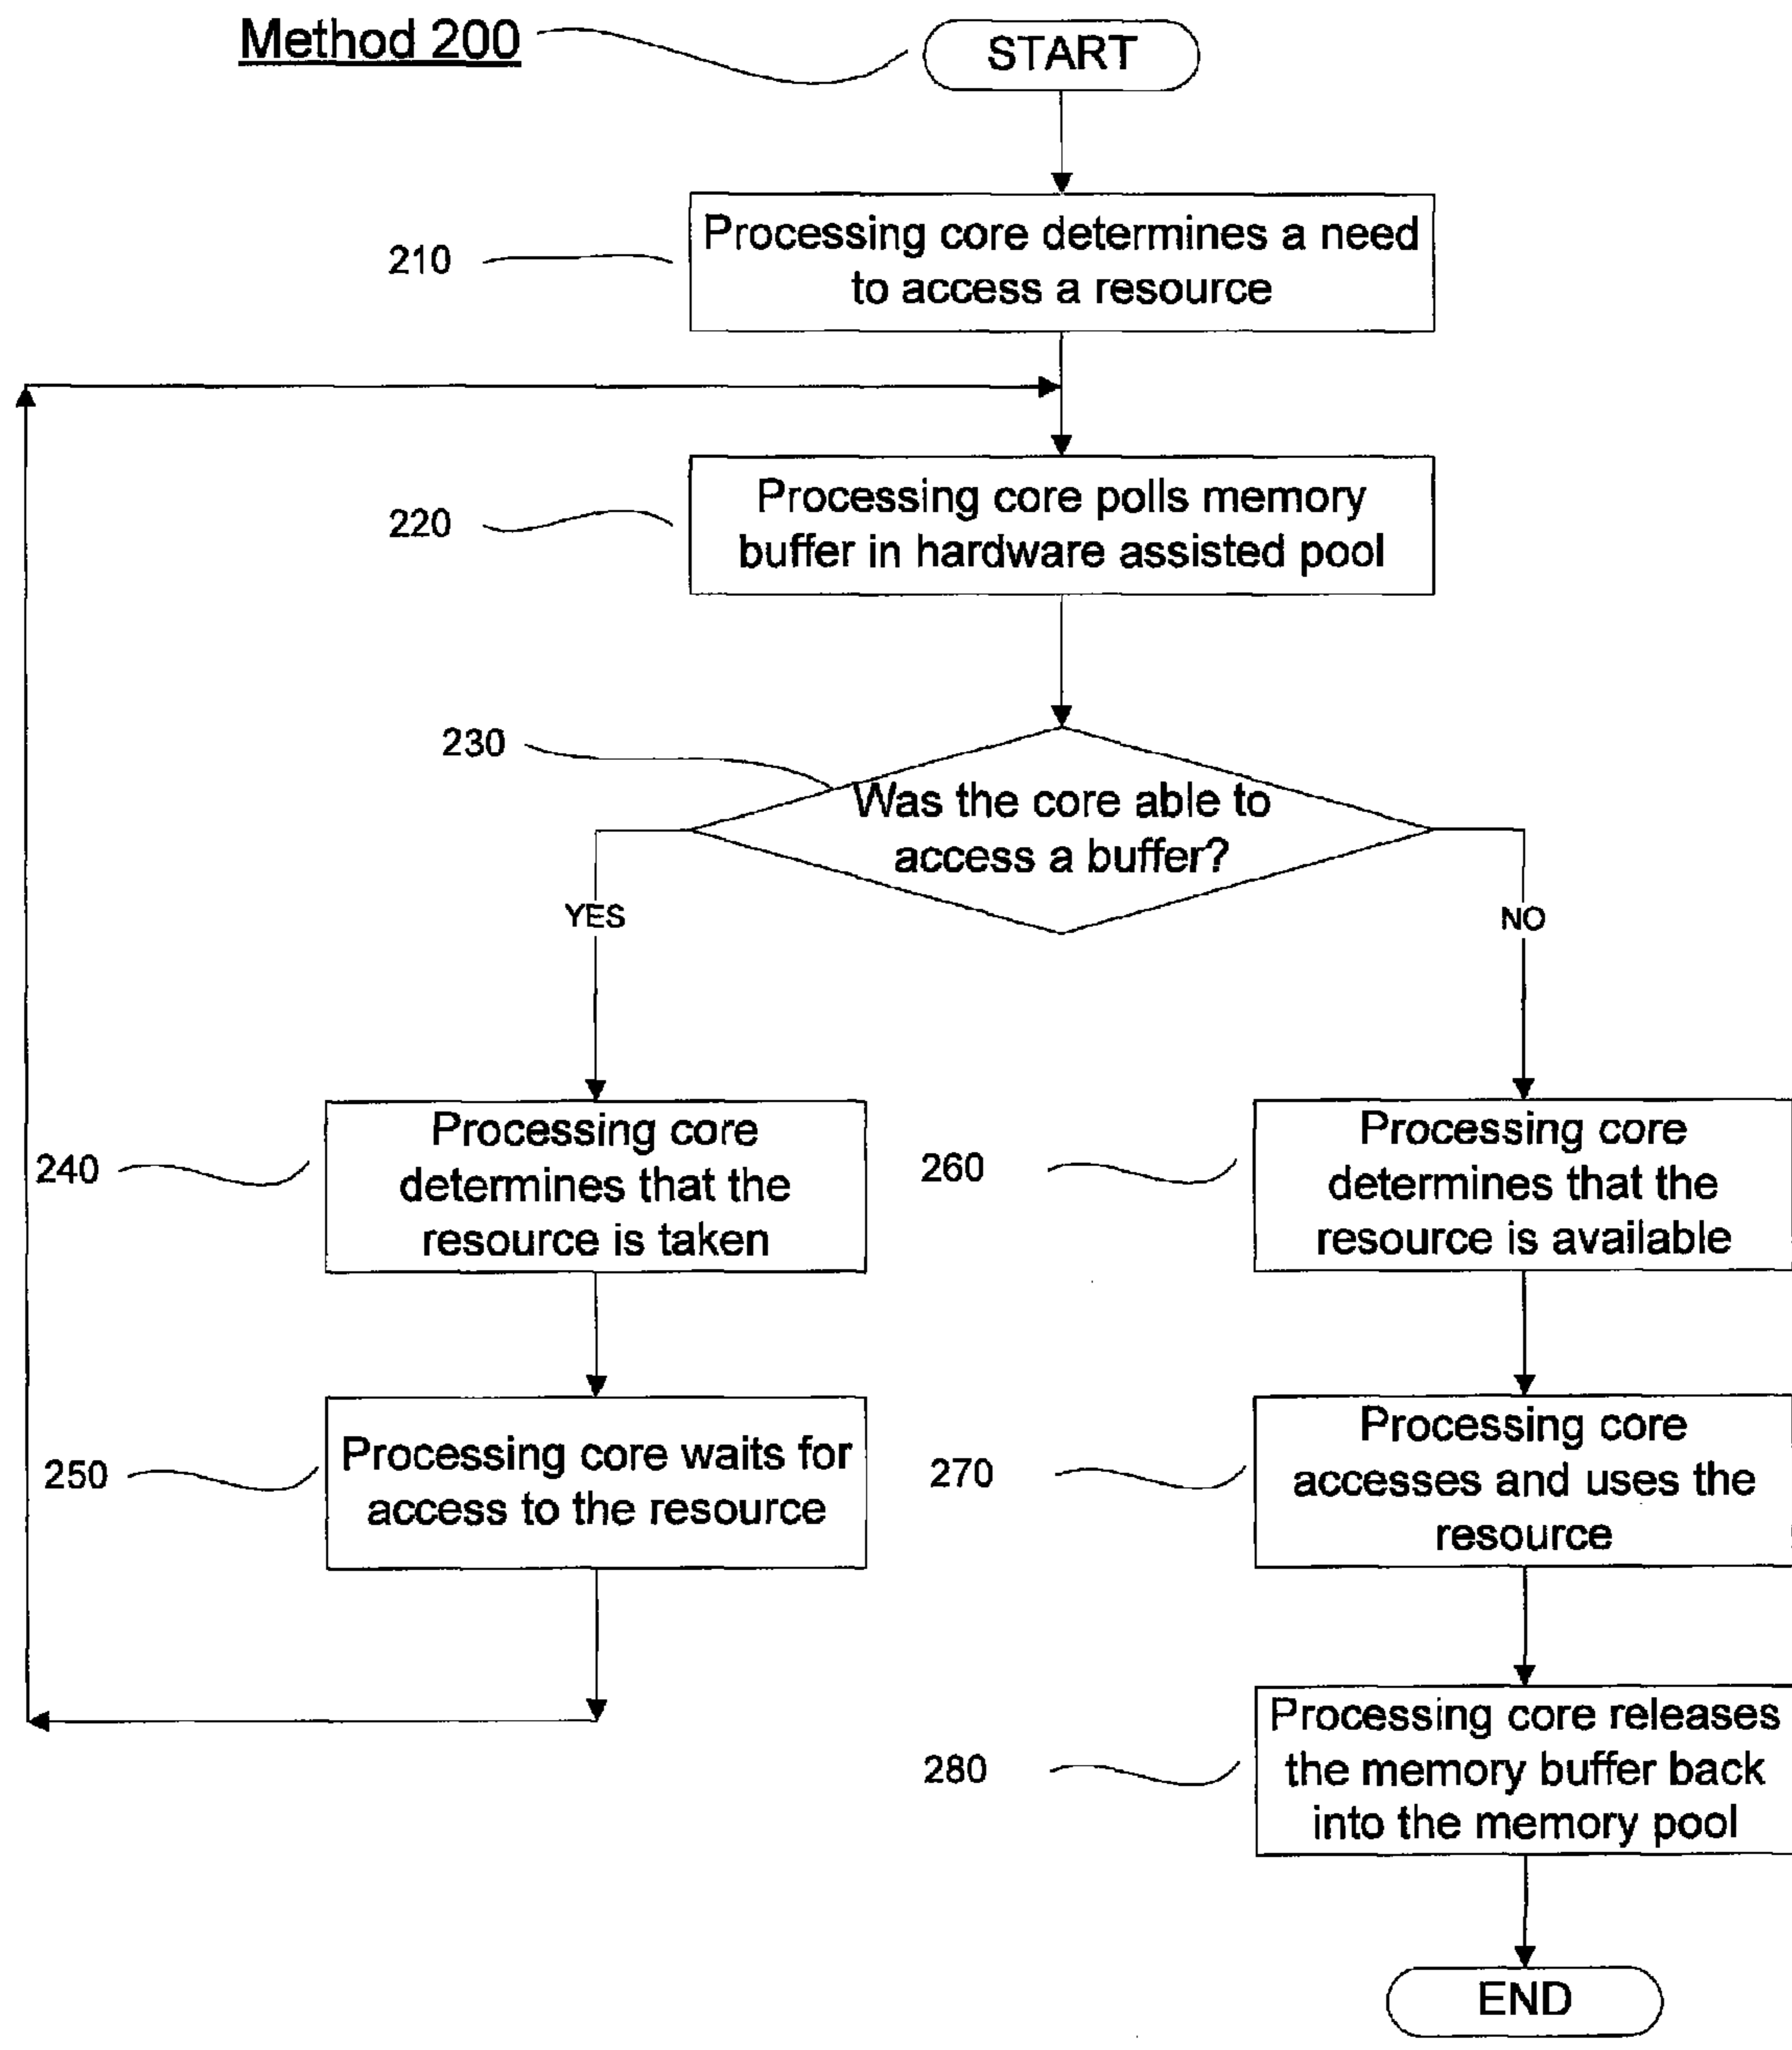 Method 200
START
210
Processing core determines a need
to access a resource
220
Processing core polls memory
buffer in hardware assisted pool
230
Was the core able to
access a buffer?
YES
NO
240
Processing core
determines that the
resource is taken
260
Processing core
determines that the
resource is available
250
Processing core waits for
access to the resource
270
Processing core
accesses and uses the
resource
280
Processing core releases
the memory buffer back
into the memory pool
END